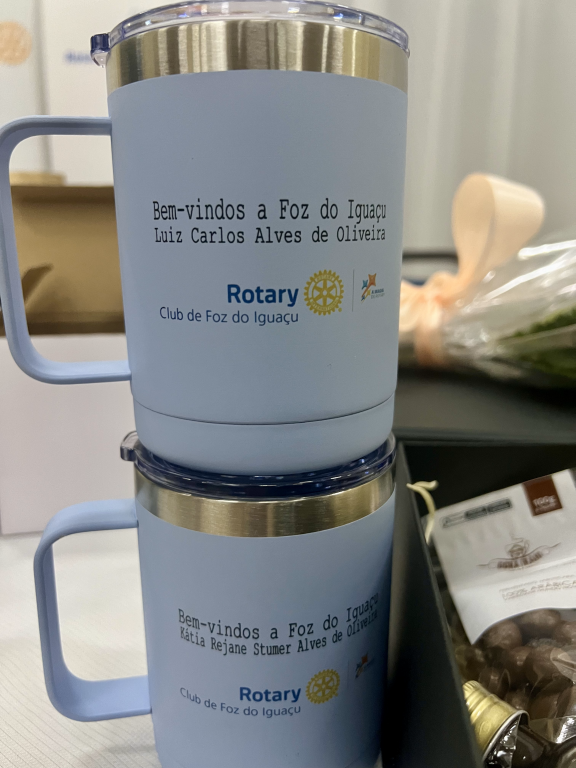 Bem-vindos a Foz do Iguaçu
Luiz Carlos Alves de Oliveira
Rotary
Club de Foz do Iguaçu
Bem-vindos a Foz do Iguaçu
Kátia Rejane Stumer Alves de Oliveira
Rotary
Club de Foz do Iguaçu